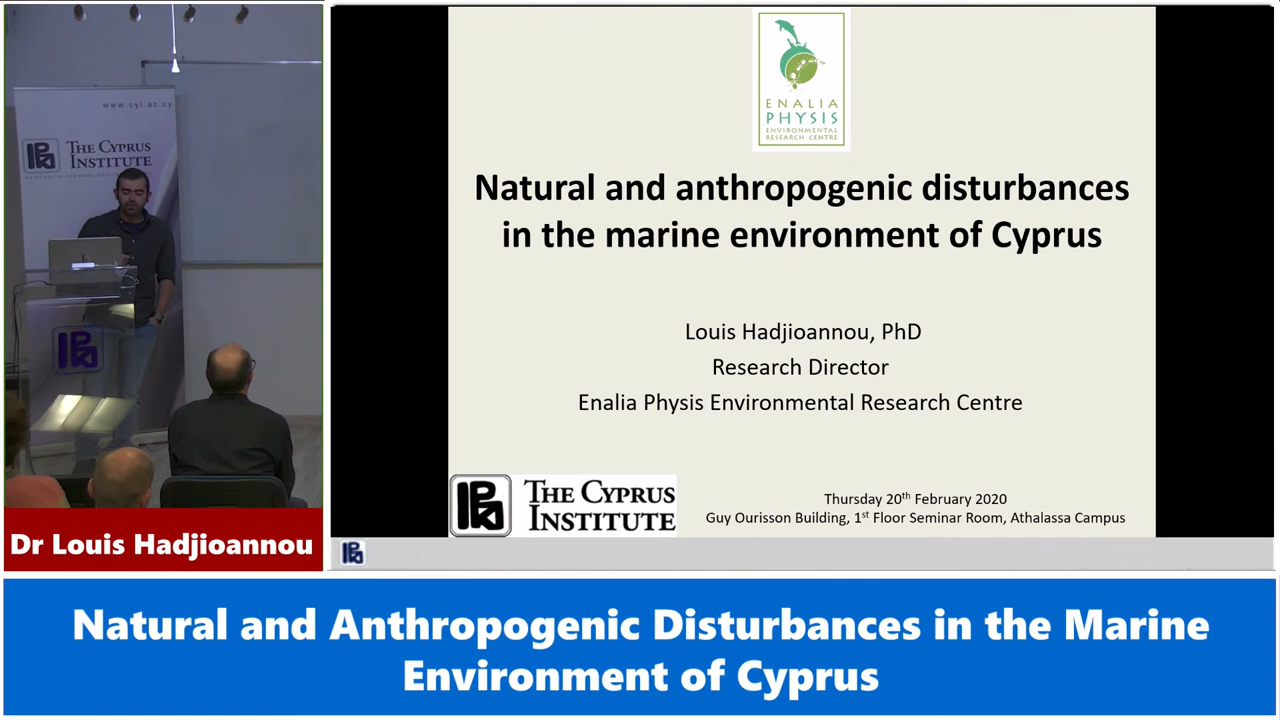 www.cyi.ac.cy
THE CYPRUS
INSTITUTE
Dr Louis Hadjioannou
ENALIA
PHYSIS
ENVIRONMENTAL
RESEARCH CENTRE
Natural and anthropogenic disturbances
in the marine environment of Cyprus
Louis Hadjioannou, PhD
Research Director
Enalia Physis Environmental Research Centre
THE CYPRUS
INSTITUTE
Thursday 20th February 2020
Guy Ourisson Building, 1st Floor Seminar Room, Athalassa Campus
Natural and Anthropogenic Disturbances in the Marine
Environment of Cyprus